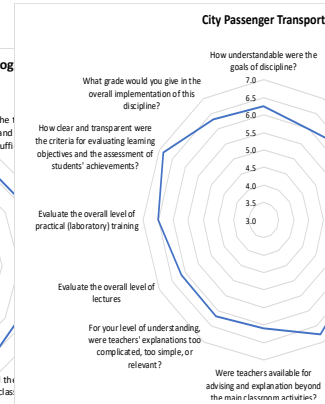 City Passenger Transport
How understandable were the
goals of discipline?
What grade would you give in the
overall implementation of this
discipline?
How clear and transparent were
the criteria for evaluating learning
objectives and the assessment of
students' achievements?
Evaluate the overall level of
practical (laboratory) training
Evaluate the overall level of
lectures
For your level of understanding,
were teachers' explanations too
complicated, too simple, or
relevant?
Were teachers available for
advising and explanation beyond
the main classroom activities?
7.0
6.5
6.0
5.5
5.0
4.5
4.0
3.5
3.0